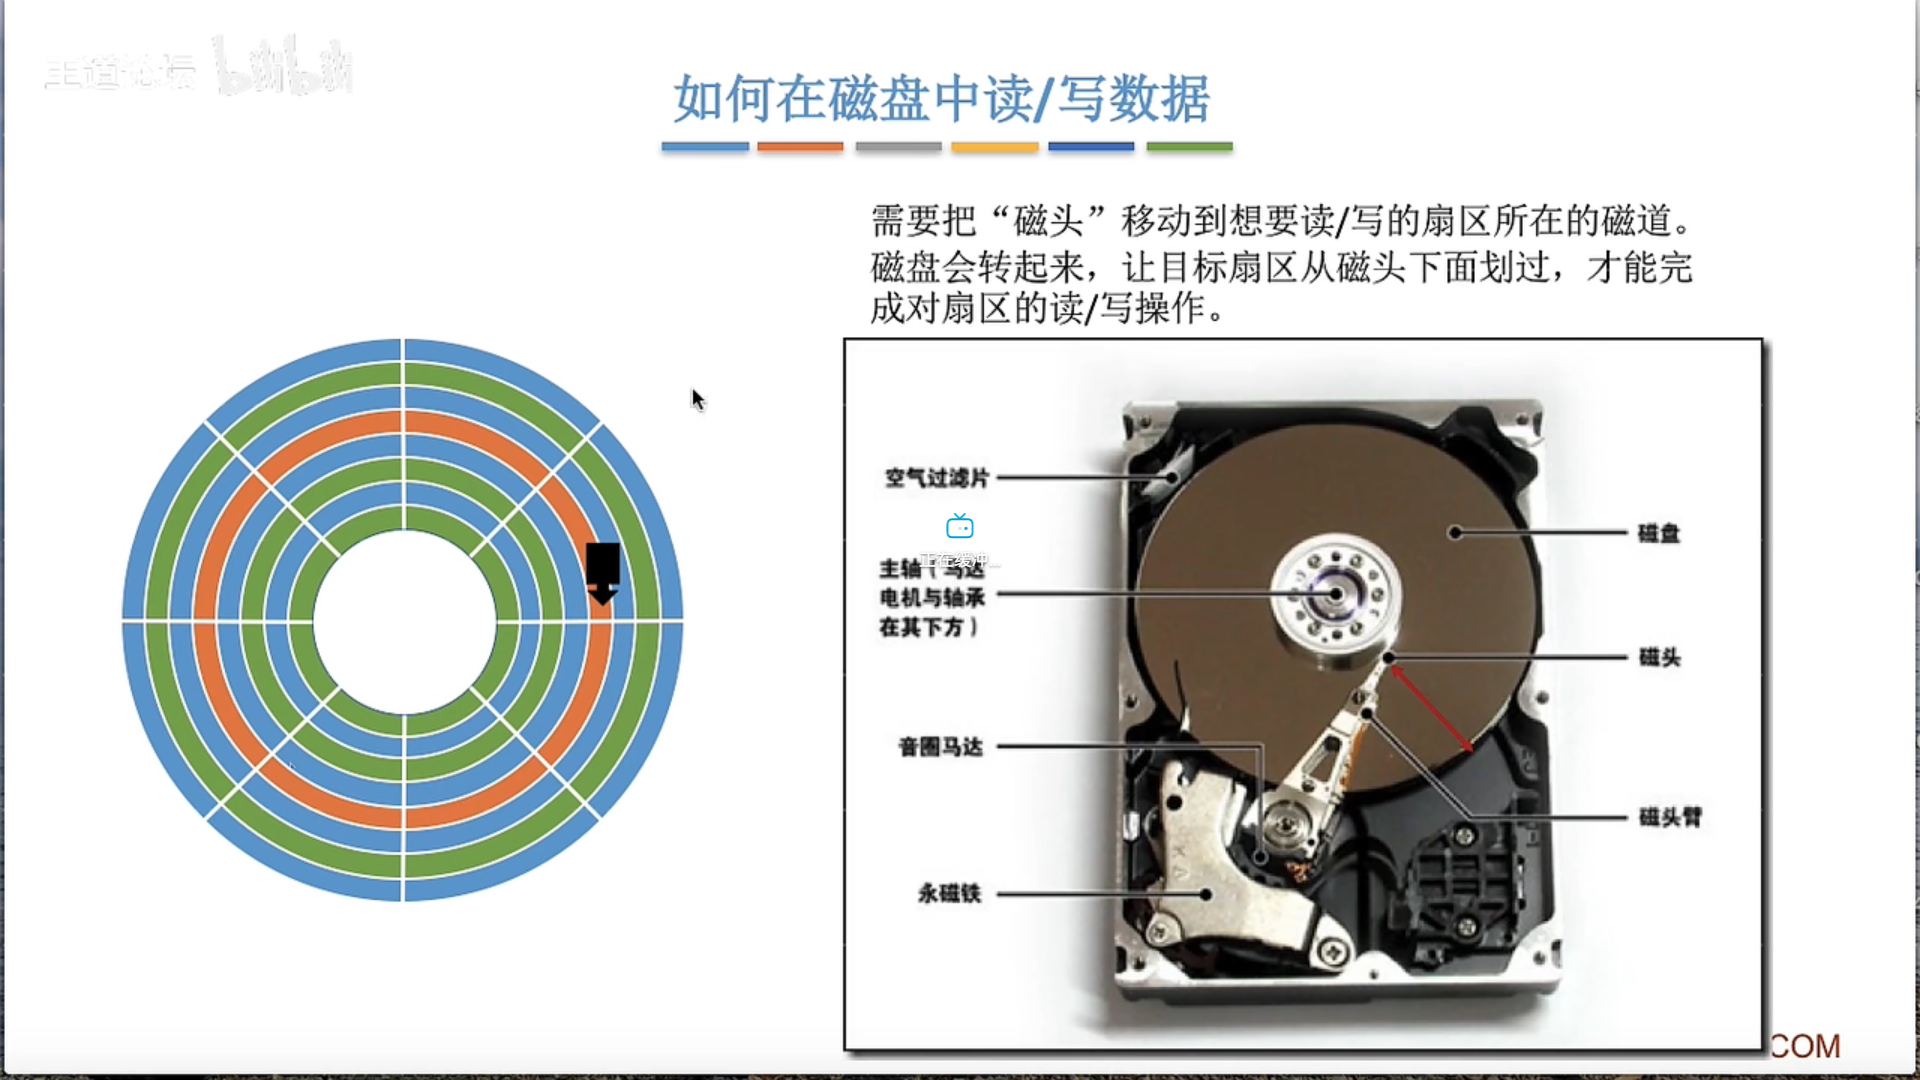 王道论坛 bilibili
如何在磁盘中读/写数据
需要把“磁头”移动到想要读/写的扇区所在的磁道。
磁盘会转起来，让目标扇区从磁头下面划过，才能完
成对扇区的读/写操作。
空气过滤片
磁盘
正在缓冲...
主轴（马达
电机与轴承
在其下方）
磁头
音圈马达
磁头臂
永磁铁
COM